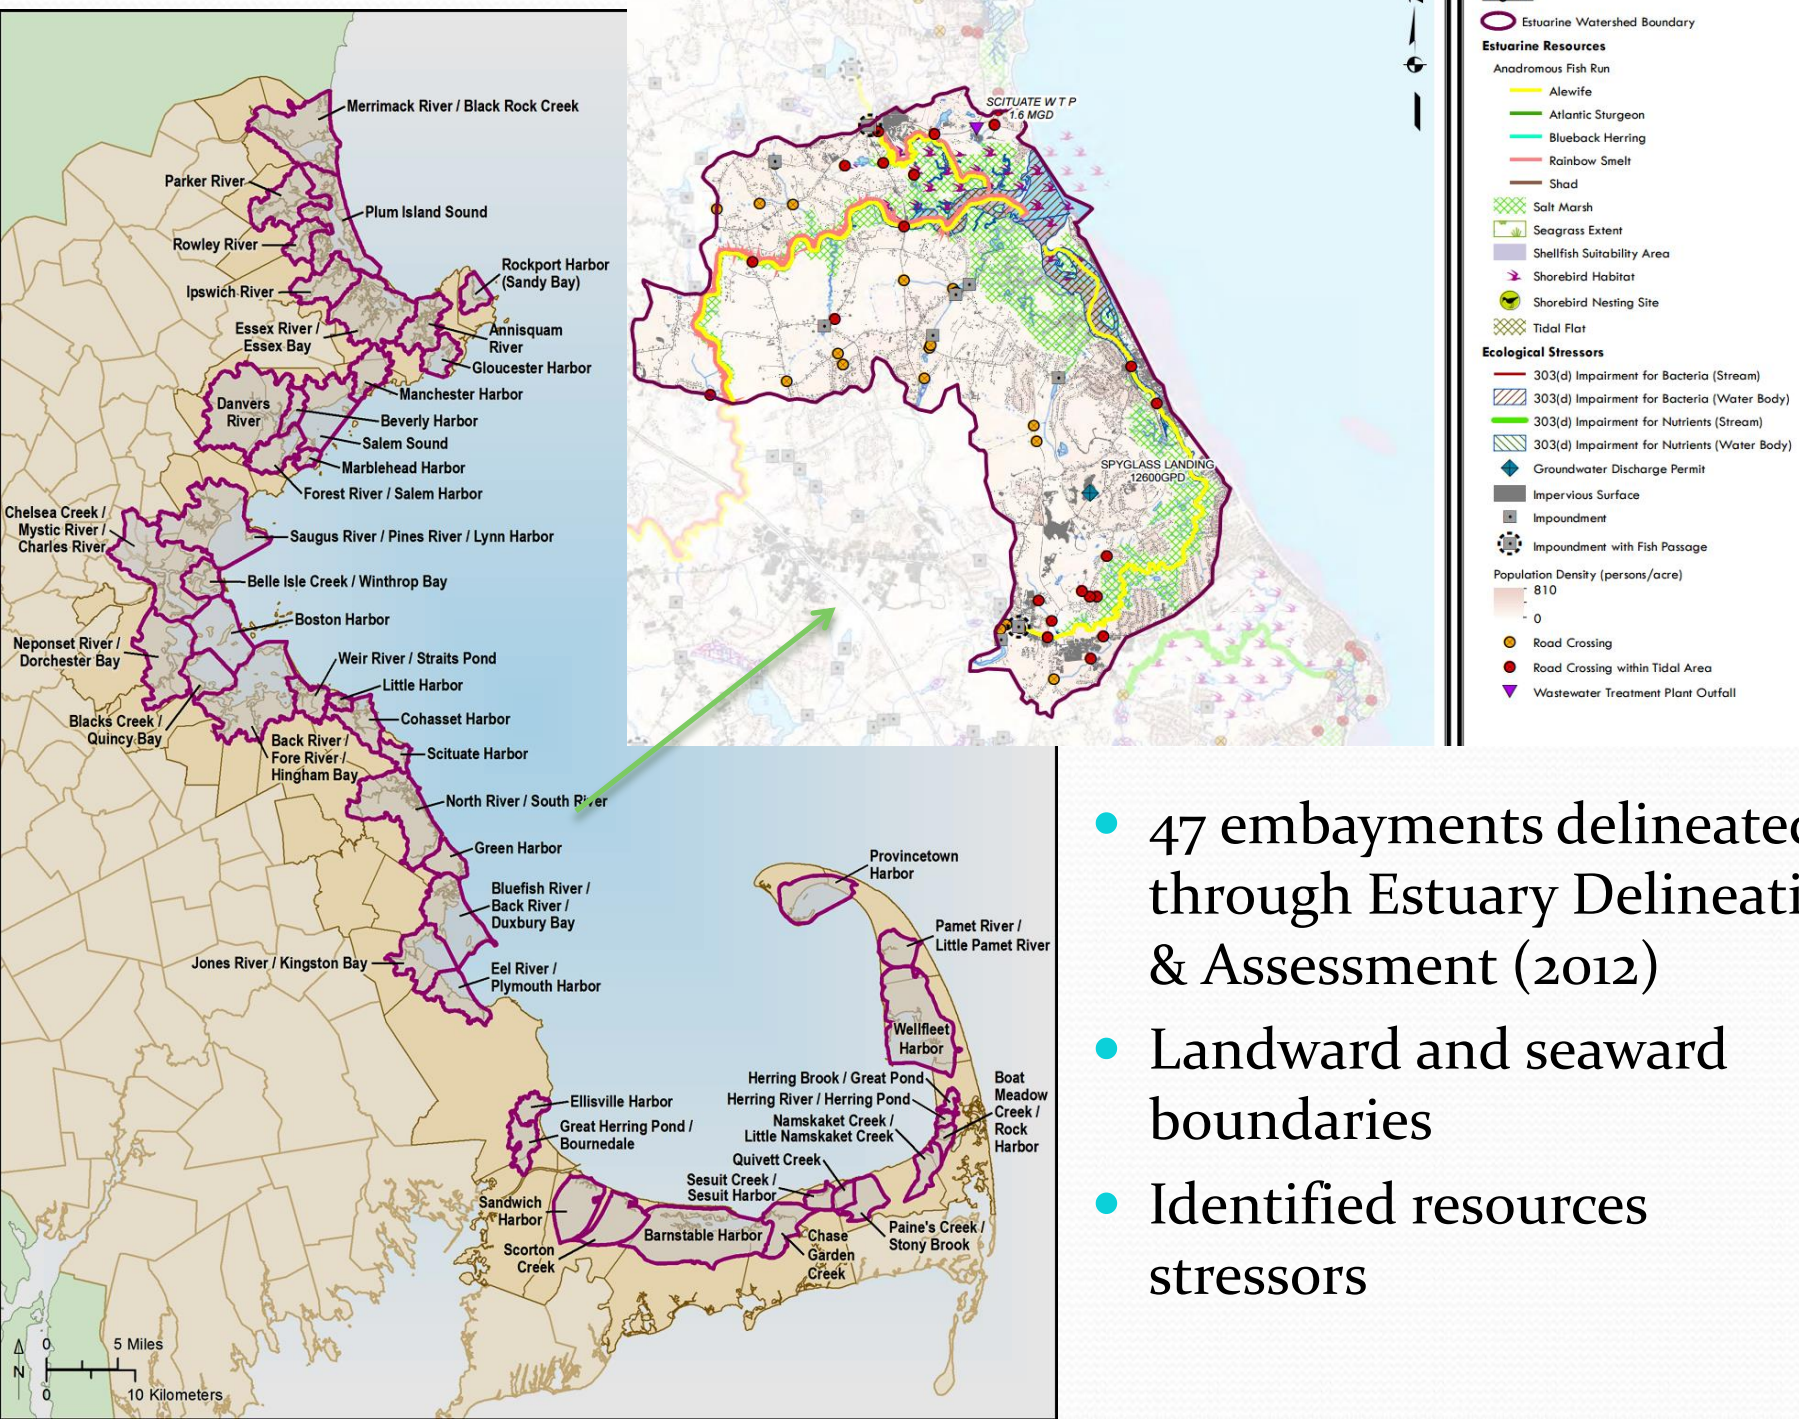 Merrimack River / Black Rock Creek
Parker River
Plum Island Sound
Rowley River
Rockport Harbor
(Sandy Bay)
Ipswich River
Essex River /
Essex Bay
Annisquam
River
Gloucester Harbor
Manchester Harbor
Danvers
River
Beverly Harbor
Salem Sound
Marblehead Harbor
Forest River / Salem Harbor
Chelsea Creek /
Mystic River /
Charles River
Saugus River / Pines River / Lynn Harbor
Belle Isle Creek / Winthrop Bay
Boston Harbor
Neponset River /
Dorchester Bay
Weir River / Straits Pond
Little Harbor
Cohasset Harbor
Blacks Creek /
Quincy Bay
Back River /
Fore River /
Hingham Bay
Scituate Harbor
North River / South River
Green Harbor
Bluefish River /
Back River /
Duxbury Bay
Jones River / Kingston Bay
Eel River /
Plymouth Harbor
Provincetown
Harbor
Pamet River /
Little Pamet River
Wellfleet
Harbor
Herring Brook / Great Pond
Herring River / Herring Pond
Namskaket Creek /
Little Namskaket Creek
Boat
Meadow
Creek /
Rock
Harbor
Ellisville Harbor
Great Herring Pond /
Bournedale
Quivett Creek
Sesuit Creek /
Sesuit Harbor
Sandwich
Harbor
Scorton
Creek
Barnstable Harbor
Chase
Garden
Creek
Paine's Creek /
Stony Brook
N
0 5 Miles
0 10 Kilometers
SCITUATE W T P
1.6 MGD
SPYGLASS LANDING
12600GPD
Estuarine Watershed Boundary
Estuarine Resources
Anadromous Fish Run
Alewife
Atlantic Sturgeon
Blueback Herring
Rainbow Smelt
Shad
Salt Marsh
Seagrass Extent
Shellfish Suitability Area
Shorebird Habitat
Shorebird Nesting Site
Tidal Flat
Ecological Stressors
303(d) Impairment for Bacteria (Stream)
303(d) Impairment for Bacteria (Water Body)
303(d) Impairment for Nutrients (Stream)
303(d) Impairment for Nutrients (Water Body)
Groundwater Discharge Permit
Impervious Surface
Impoundment
Impoundment with Fish Passage
Population Density (persons/acre)
810
0
Road Crossing
Road Crossing within Tidal Area
Wastewater Treatment Plant Outfall
• 47 embayments delineated
through Estuary Delineati
& Assessment (2012)
• Landward and seaward
boundaries
• Identified resources
stressors